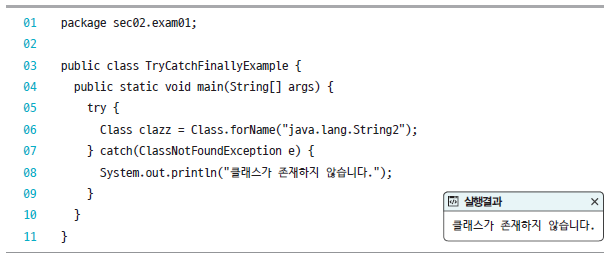 01 package sec02.exam01;
02
03 public class TryCatchFinallyExample {
04 public static void main(String[] args) {
05 try {
06 Class clazz = Class.forName("java.lang.String2");
07 } catch(ClassNotFoundException e) {
08 System.out.println("클래스가 존재하지 않습니다.");
09 }
10 }
11 }
실행결과
클래스가 존재하지 않습니다.